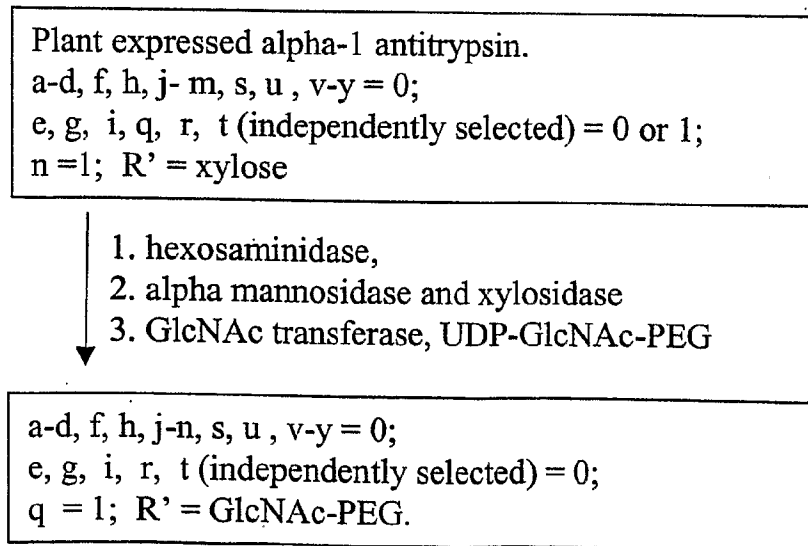 Plant expressed alpha-1 antitrypsin.
a-d, f, h, j- m, s, u , v-y = 0;
e, g, i, q, r, t (independently selected) = 0 or 1;
n =1; R’ = xylose
1. hexosaminidase,
2. alpha mannosidase and xylosidase
3. GlcNAc transferase, UDP-GlcNAc-PEG
a-d, f, h, j-n, s, u , v-y = 0;
e, g, i, r, t (independently selected) = 0;
q = 1; R’ = GlcNAc-PEG.